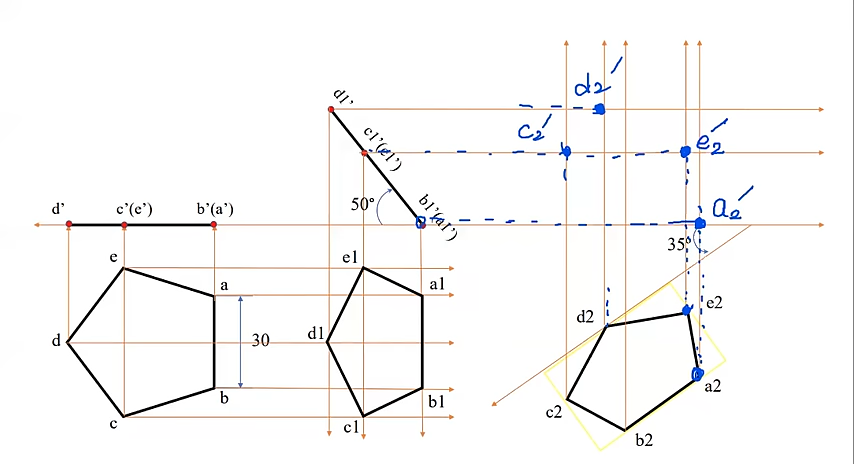 d1'
c1'(e1')
b1'(a1')
50°
d2'
c2'
e2'
a2'
35°
d'
c'(e')
b'(a')
e
a
d
30
b
c
e1
a1
d1
b1
c1
d2
e2
c2
a2
b2